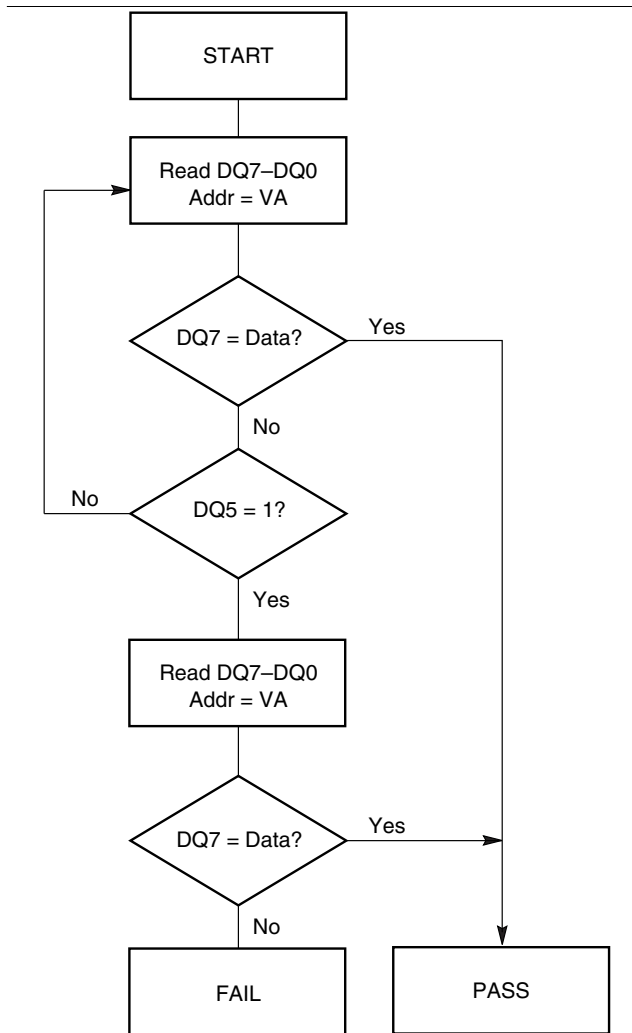 START
Read DQ7–DQ0
Addr = VA
DQ7 = Data?
Yes
No
No
DQ5 = 1?
Yes
Read DQ7–DQ0
Addr = VA
DQ7 = Data?
Yes
No
FAIL
PASS